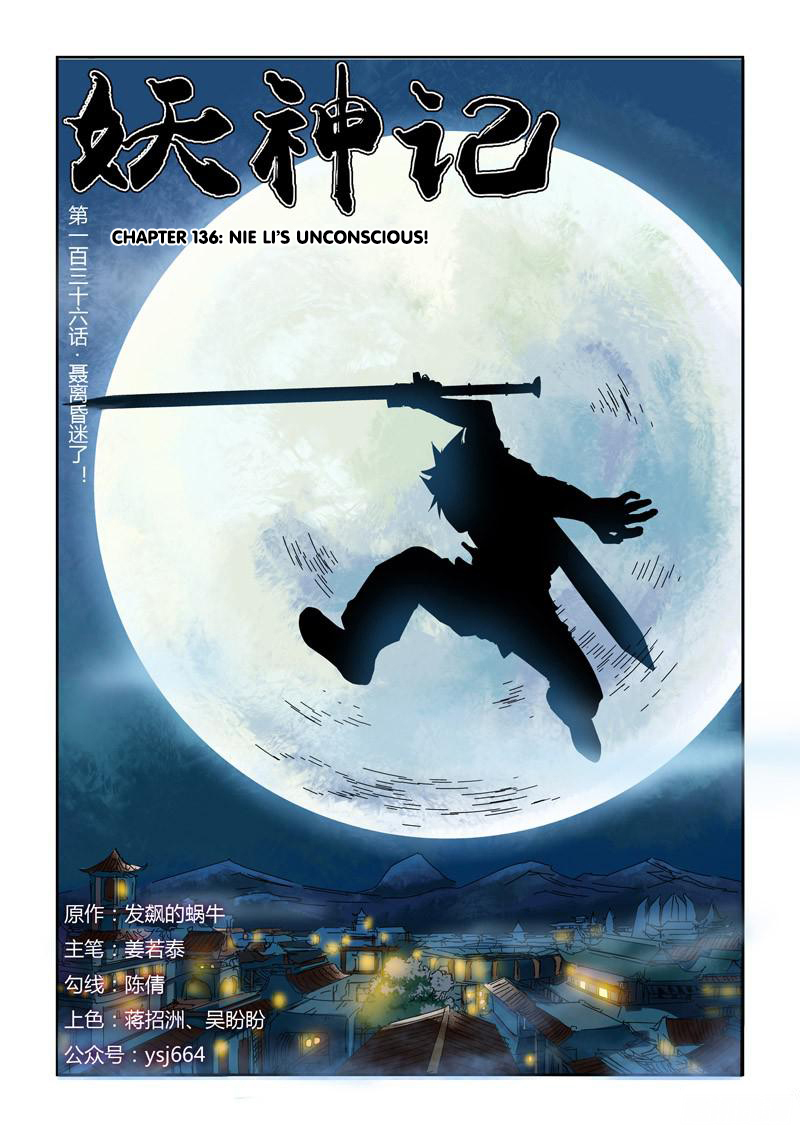 妖神记
CHAPTER 136: NIE LI'S UNCONSCIOUS!
第一百三十六话·聂离昏迷了！
原作：发飙的蜗牛
主笔：姜若泰
勾线：陈倩
上色：蒋招洲、吴盼盼
公众号：ysj664